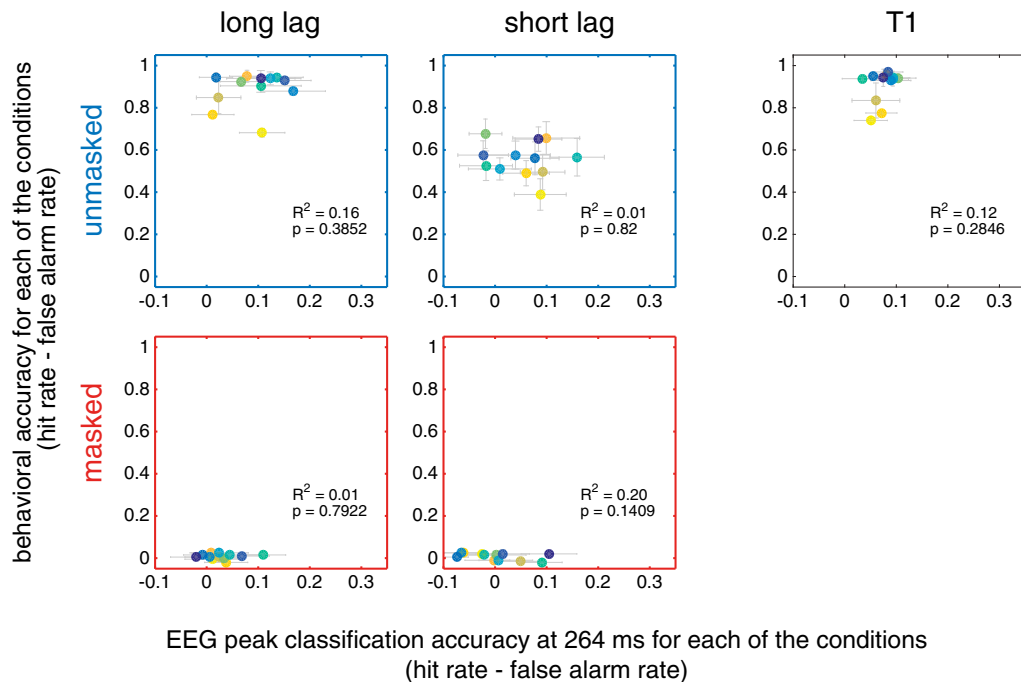 long lag
short lag
T1
behavioral accuracy for each of the conditions
(hit rate - false alarm rate)
unmasked
1
0.8
0.6
0.4
0.2
0
-0.1 0 0.1 0.2 0.3
R² = 0.16
p = 0.3852
1
0.8
0.6
0.4
0.2
0
-0.1 0 0.1 0.2 0.3
R² = 0.01
p = 0.82
1
0.8
0.6
0.4
0.2
0
-0.1 0 0.1 0.2 0.3
R² = 0.12
p = 0.2846
masked
1
0.8
0.6
0.4
0.2
0
-0.1 0 0.1 0.2 0.3
R² = 0.01
p = 0.7922
1
0.8
0.6
0.4
0.2
0
-0.1 0 0.1 0.2 0.3
R² = 0.20
p = 0.1409
EEG peak classification accuracy at 264 ms for each of the conditions
(hit rate - false alarm rate)